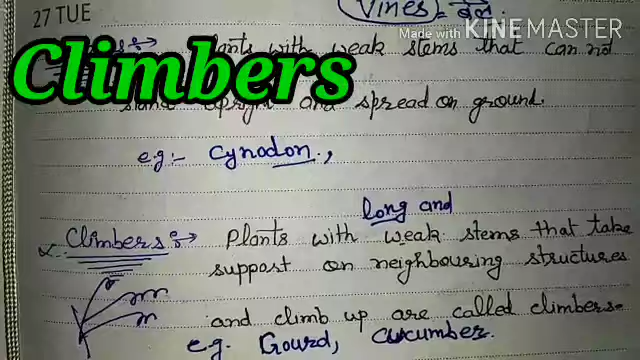 (Vines) = बेल
27 TUE
Made with KINEMASTER
Climbers
Plants with weak stems that can not
stand upright and spread on ground.
e.g:- Cynodon.,
long and
Climbers :→ Plants with weak stems that take
support on neighbouring structures
and climb up are called climbers.
e.g. Gourd, Cucumber.